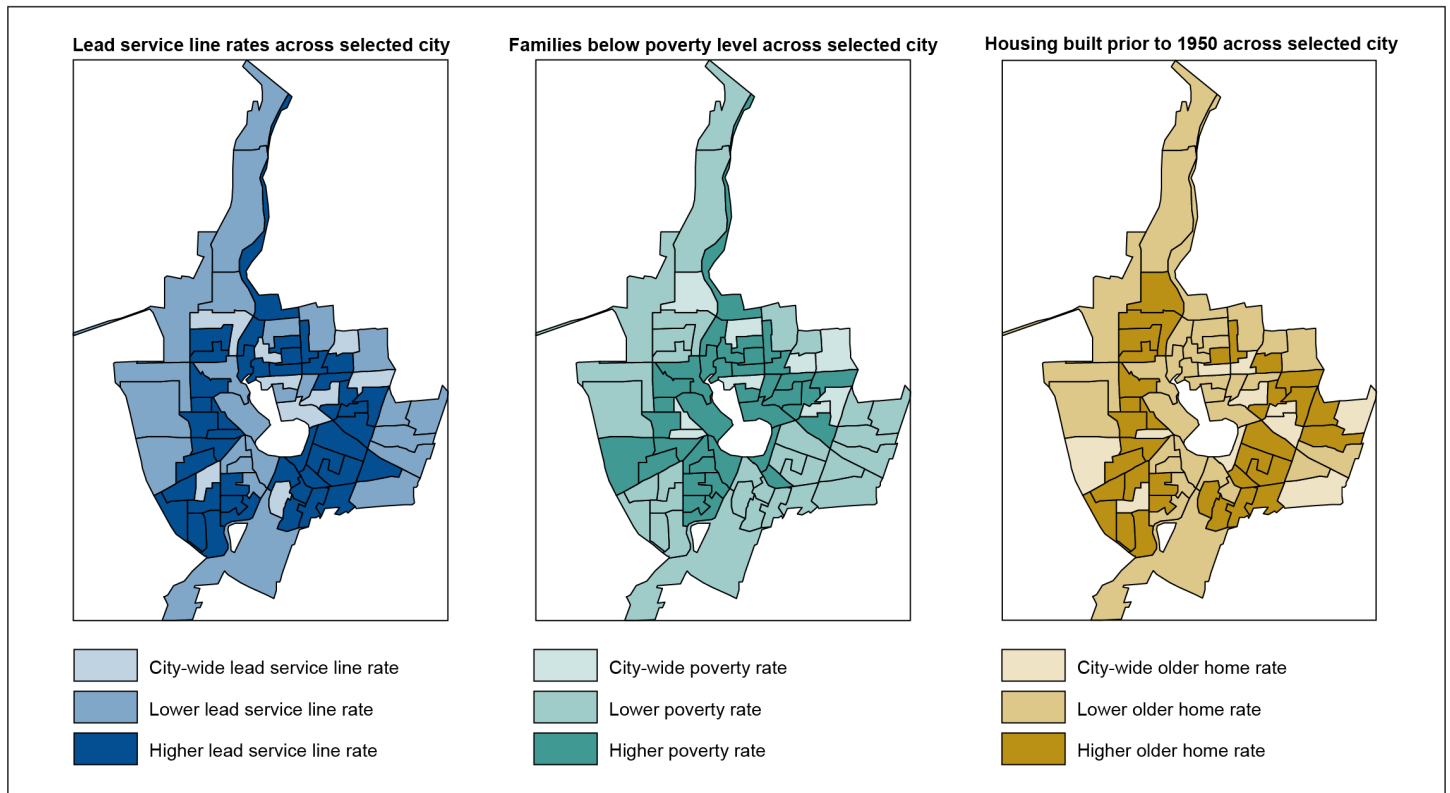 Lead service line rates across selected city
Families below poverty level across selected city
Housing built prior to 1950 across selected city
City-wide lead service line rate
Lower lead service line rate
Higher lead service line rate
City-wide poverty rate
Lower poverty rate
Higher poverty rate
City-wide older home rate
Lower older home rate
Higher older home rate